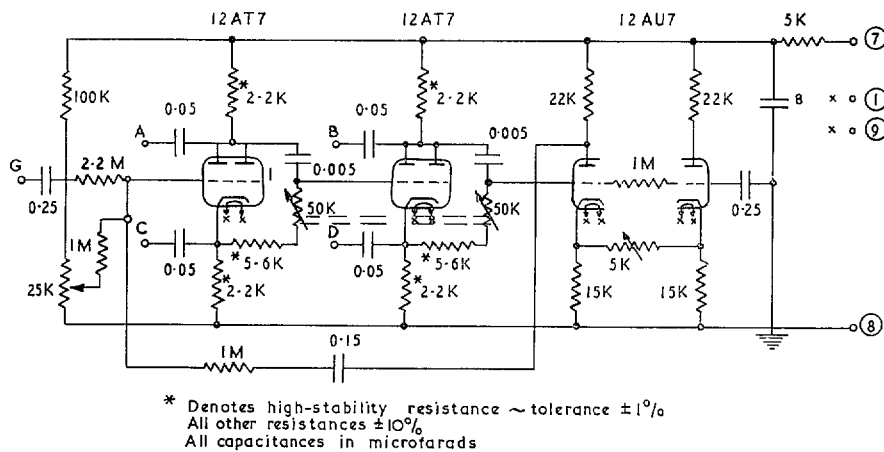 12AT7 12AT7 12AU7 5K
7
100K
* 2·2K
* 2·2K
22K
22K
8
x 1
x 9
A 0·05
B 0·05
0·005
0·005
G
0·25
2·2 M
1
1M
0·25
x x
x x
x x
x x
50K
50K
1M
C 0·05
D 0·05
* 5·6K
* 5·6K
5K
25K
* 2·2K
* 2·2K
15K
15K
8
1M
0·15
* Denotes high-stability resistance ~ tolerance ±1%
All other resistances ±10%
All capacitances in microfarads